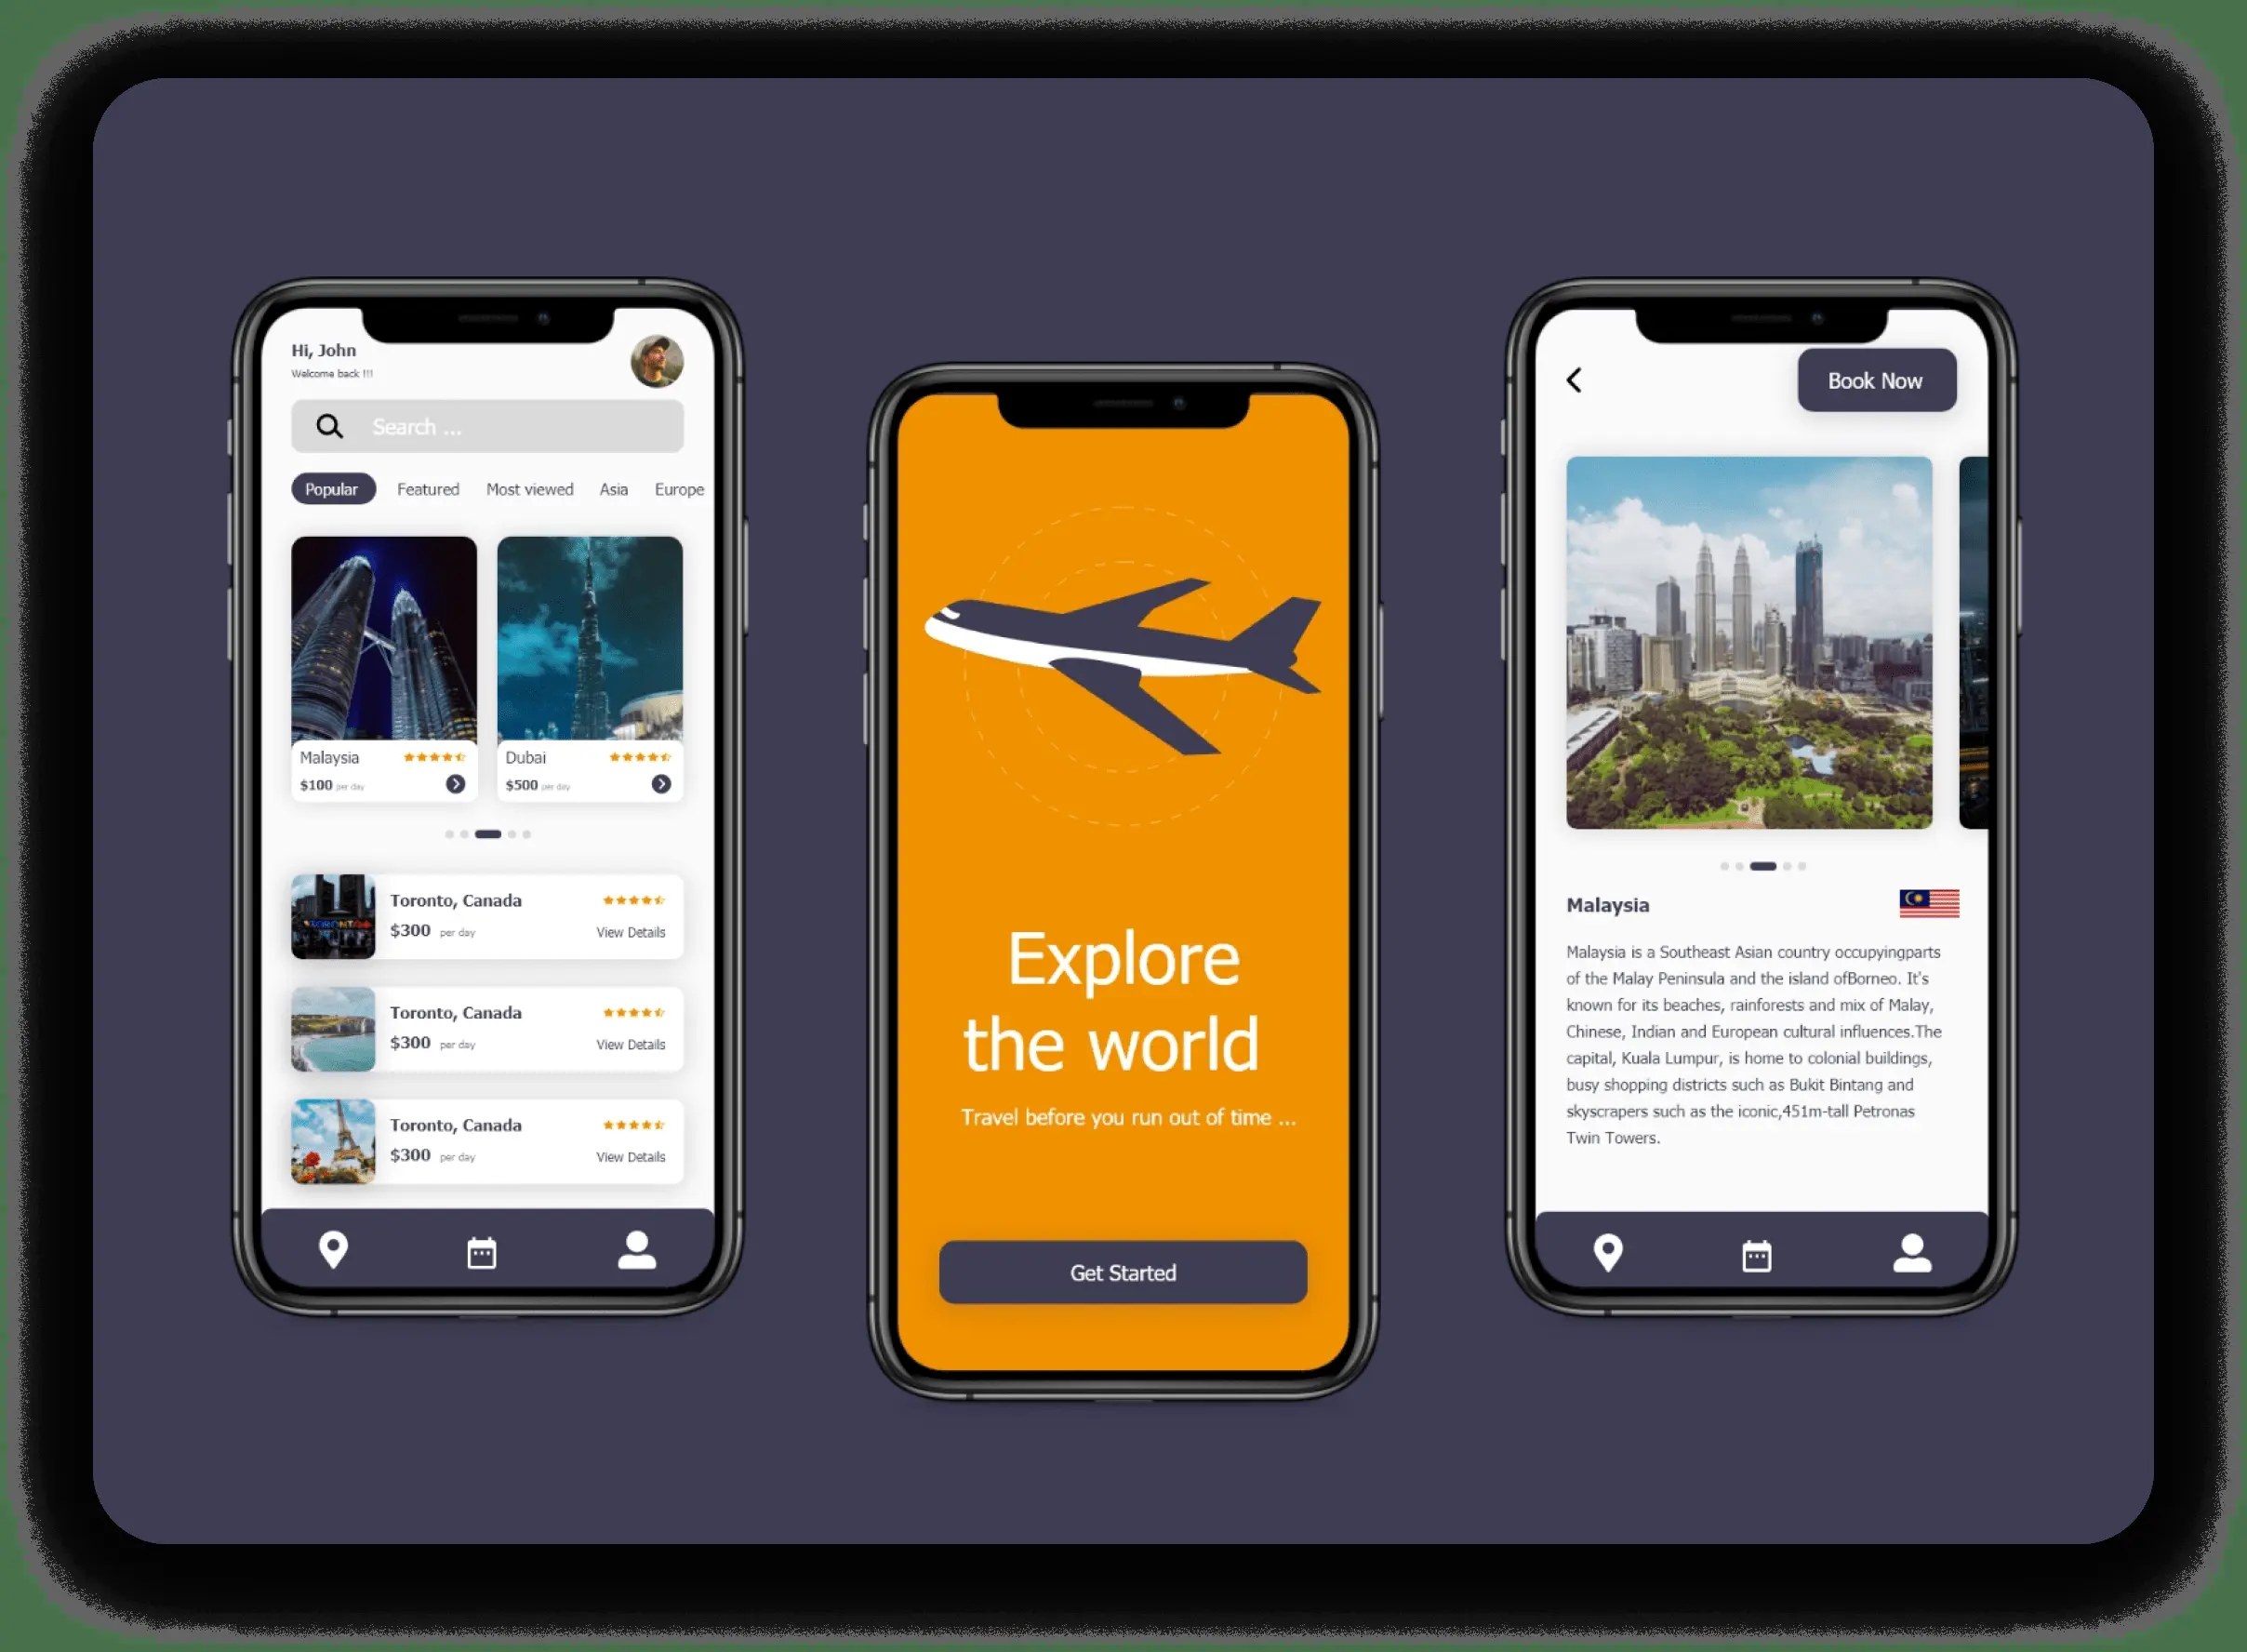 Hi, John
Welcome back !!!
Search ...
Popular Featured Most viewed Asia Europe
Malaysia
$100 per day
Dubai
$500 per day
TORONTO
Toronto, Canada
$300 per day
View Details
Toronto, Canada
$300 per day
View Details
Toronto, Canada
$300 per day
View Details
Explore
the world
Travel before you run out of time ...
Get Started
Book Now
Malaysia
Malaysia is a Southeast Asian country occupyingparts
of the Malay Peninsula and the island ofBorneo. It's
known for its beaches, rainforests and mix of Malay,
Chinese, Indian and European cultural influences.The
capital, Kuala Lumpur, is home to colonial buildings,
busy shopping districts such as Bukit Bintang and
skyscrapers such as the iconic,451m-tall Petronas
Twin Towers.